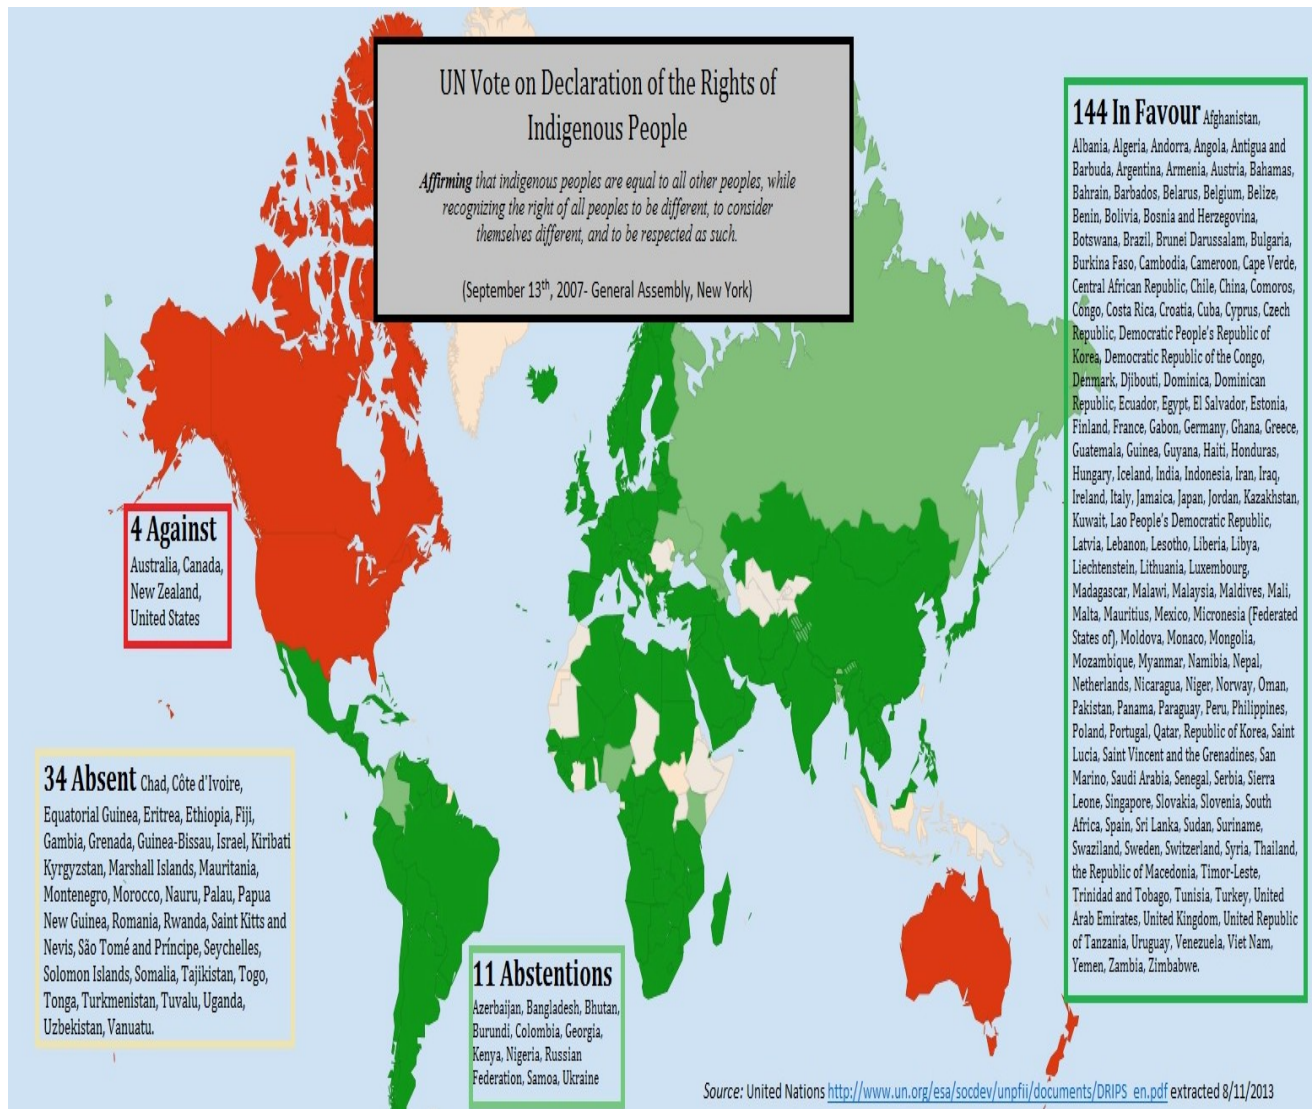 UN Vote on Declaration of the Rights of
Indigenous People
Affirming that indigenous peoples are equal to all other peoples, while
recognizing the right of all peoples to be different, to consider
themselves different, and to be respected as such.
(September 13th, 2007- General Assembly, New York)
4 Against
Australia, Canada,
New Zealand,
United States
34 Absent Chad, Côte d'Ivoire,
Equatorial Guinea, Eritrea, Ethiopia, Fiji,
Gambia, Grenada, Guinea-Bissau, Israel, Kiribati
Kyrgyzstan, Marshall Islands, Mauritania,
Montenegro, Morocco, Nauru, Palau, Papua
New Guinea, Romania, Rwanda, Saint Kitts and
Nevis, São Tomé and Príncipe, Seychelles,
Solomon Islands, Somalia, Tajikistan, Togo,
Tonga, Turkmenistan, Tuvalu, Uganda,
Uzbekistan, Vanuatu.
11 Abstentions
Azerbaijan, Bangladesh, Bhutan,
Burundi, Colombia, Georgia,
Kenya, Nigeria, Russian
Federation, Samoa, Ukraine
144 In Favour Afghanistan,
Albania, Algeria, Andorra, Angola, Antigua and
Barbuda, Argentina, Armenia, Austria, Bahamas,
Bahrain, Barbados, Belarus, Belgium, Belize,
Benin, Bolivia, Bosnia and Herzegovina,
Botswana, Brazil, Brunei Darussalam, Bulgaria,
Burkina Faso, Cambodia, Cameroon, Cape Verde,
Central African Republic, Chile, China, Comoros,
Congo, Costa Rica, Croatia, Cuba, Cyprus, Czech
Republic, Democratic People's Republic of
Korea, Democratic Republic of the Congo,
Denmark, Djibouti, Dominica, Dominican
Republic, Ecuador, Egypt, El Salvador, Estonia,
Finland, France, Gabon, Germany, Ghana, Greece,
Guatemala, Guinea, Guyana, Haiti, Honduras,
Hungary, Iceland, India, Indonesia, Iran, Iraq,
Ireland, Italy, Jamaica, Japan, Jordan, Kazakhstan,
Kuwait, Lao People's Democratic Republic,
Latvia, Lebanon, Lesotho, Liberia, Libya,
Liechtenstein, Lithuania, Luxembourg,
Madagascar, Malawi, Malaysia, Maldives, Mali,
Malta, Mauritius, Mexico, Micronesia (Federated
States of), Moldova, Monaco, Mongolia,
Mozambique, Myanmar, Namibia, Nepal,
Netherlands, Nicaragua, Niger, Norway, Oman,
Pakistan, Panama, Paraguay, Peru, Philippines,
Poland, Portugal, Qatar, Republic of Korea, Saint
Lucia, Saint Vincent and the Grenadines, San
Marino, Saudi Arabia, Senegal, Serbia, Sierra
Leone, Singapore, Slovakia, Slovenia, South
Africa, Spain, Sri Lanka, Sudan, Suriname,
Swaziland, Sweden, Switzerland, Syria, Thailand,
the Republic of Macedonia, Timor-Leste,
Trinidad and Tobago, Tunisia, Turkey, United
Arab Emirates, United Kingdom, United Republic
of Tanzania, Uruguay, Venezuela, Viet Nam,
Yemen, Zambia, Zimbabwe.
Source: United Nations http://www.un.org/esa/socdev/unpfii/documents/DRIPS_en.pdf extracted 8/11/2013